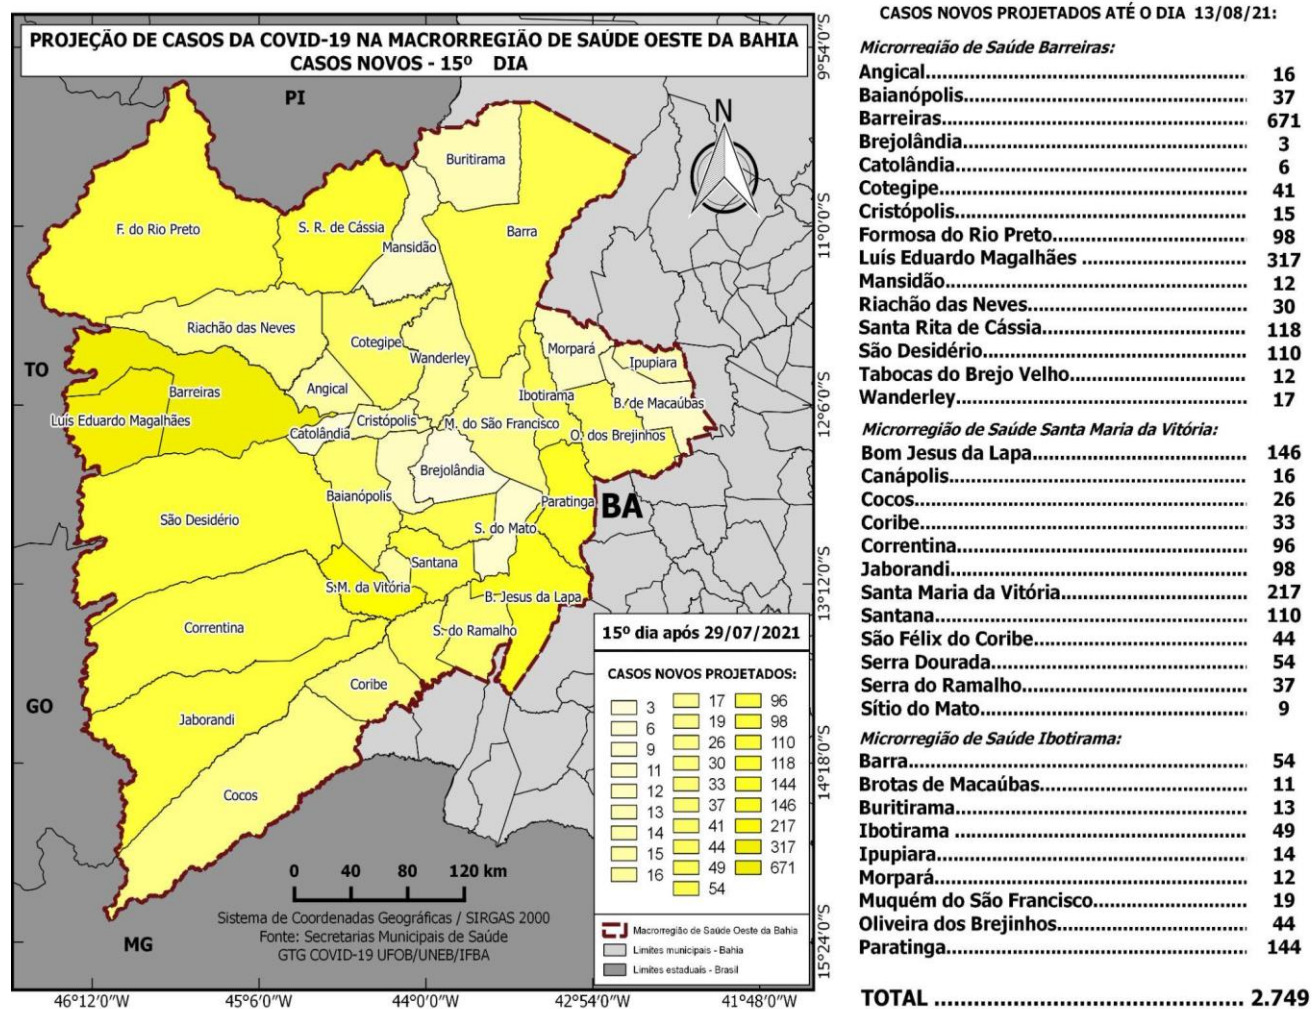 PROJEÇÃO DE CASOS DA COVID-19 NA MACRORREGIÃO DE SAÚDE OESTE DA BAHIA
CASOS NOVOS - 15º DIA
PI
N
Buritirama
F. do Rio Preto
S. R. de Cássia
Barra
Mansidão
Riachão das Neves
Cotegipe
Wanderley
Morpará
Ipupiara
TO
Barreiras
Angical
Ibotirama
B. de Macaúbas
Luís Eduardo Magalhães
Cristópolis
M. do São Francisco
Catolândia
O. dos Brejinhos
Brejolândia
Baianópolis
Paratinga
BA
São Desidério
S. do Mato
Santana
S.M. da Vitória
B. Jesus da Lapa
Correntina
S. do Ramalho
Coribe
GO
Jaborandi
Cocos
MG
0 40 80 120 km
Sistema de Coordenadas Geográficas / SIRGAS 2000
Fonte: Secretarias Municipais de Saúde
GTG COVID-19 UFOB/UNEB/IFBA
15º dia após 29/07/2021
CASOS NOVOS PROJETADOS:
3
6
9
11
12
13
14
15
16
17
19
26
30
33
37
41
44
49
54
96
98
110
118
144
146
217
317
671
Macrorregião de Saúde Oeste da Bahia
Limites municipais - Bahia
Limites estaduais - Brasil
9°54'0"S
11°0'0"S
12°6'0"S
13°12'0"S
14°18'0"S
15°24'0"S
46°12'0"W
45°6'0"W
44°0'0"W
42°54'0"W
41°48'0"W
CASOS NOVOS PROJETADOS ATÉ O DIA 13/08/21:
Microrregião de Saúde Barreiras:
Angical.................... 16
Baianópolis.................... 37
Barreiras.................... 671
Brejolândia.................... 3
Catolândia.................... 6
Cotegipe.................... 41
Cristópolis.................... 15
Formosa do Rio Preto.................... 98
Luís Eduardo Magalhães .................... 317
Mansidão.................... 12
Riachão das Neves.................... 30
Santa Rita de Cássia.................... 118
São Desidério.................... 110
Tabocas do Brejo Velho.................... 12
Wanderley.................... 17
Microrregião de Saúde Santa Maria da Vitória:
Bom Jesus da Lapa.................... 146
Canápolis.................... 16
Cocos.................... 26
Coribe.................... 33
Correntina.................... 96
Jaborandi.................... 98
Santa Maria da Vitória.................... 217
Santana.................... 110
São Félix do Coribe.................... 44
Serra Dourada.................... 54
Serra do Ramalho.................... 37
Sítio do Mato.................... 9
Microrregião de Saúde Ibotirama:
Barra.................... 54
Brotas de Macaúbas.................... 11
Buritirama.................... 13
Ibotirama .................... 49
Ipupiara.................... 14
Morpará.................... 12
Muquém do São Francisco.................... 19
Oliveira dos Brejinhos.................... 44
Paratinga.................... 144
TOTAL .................... 2.749